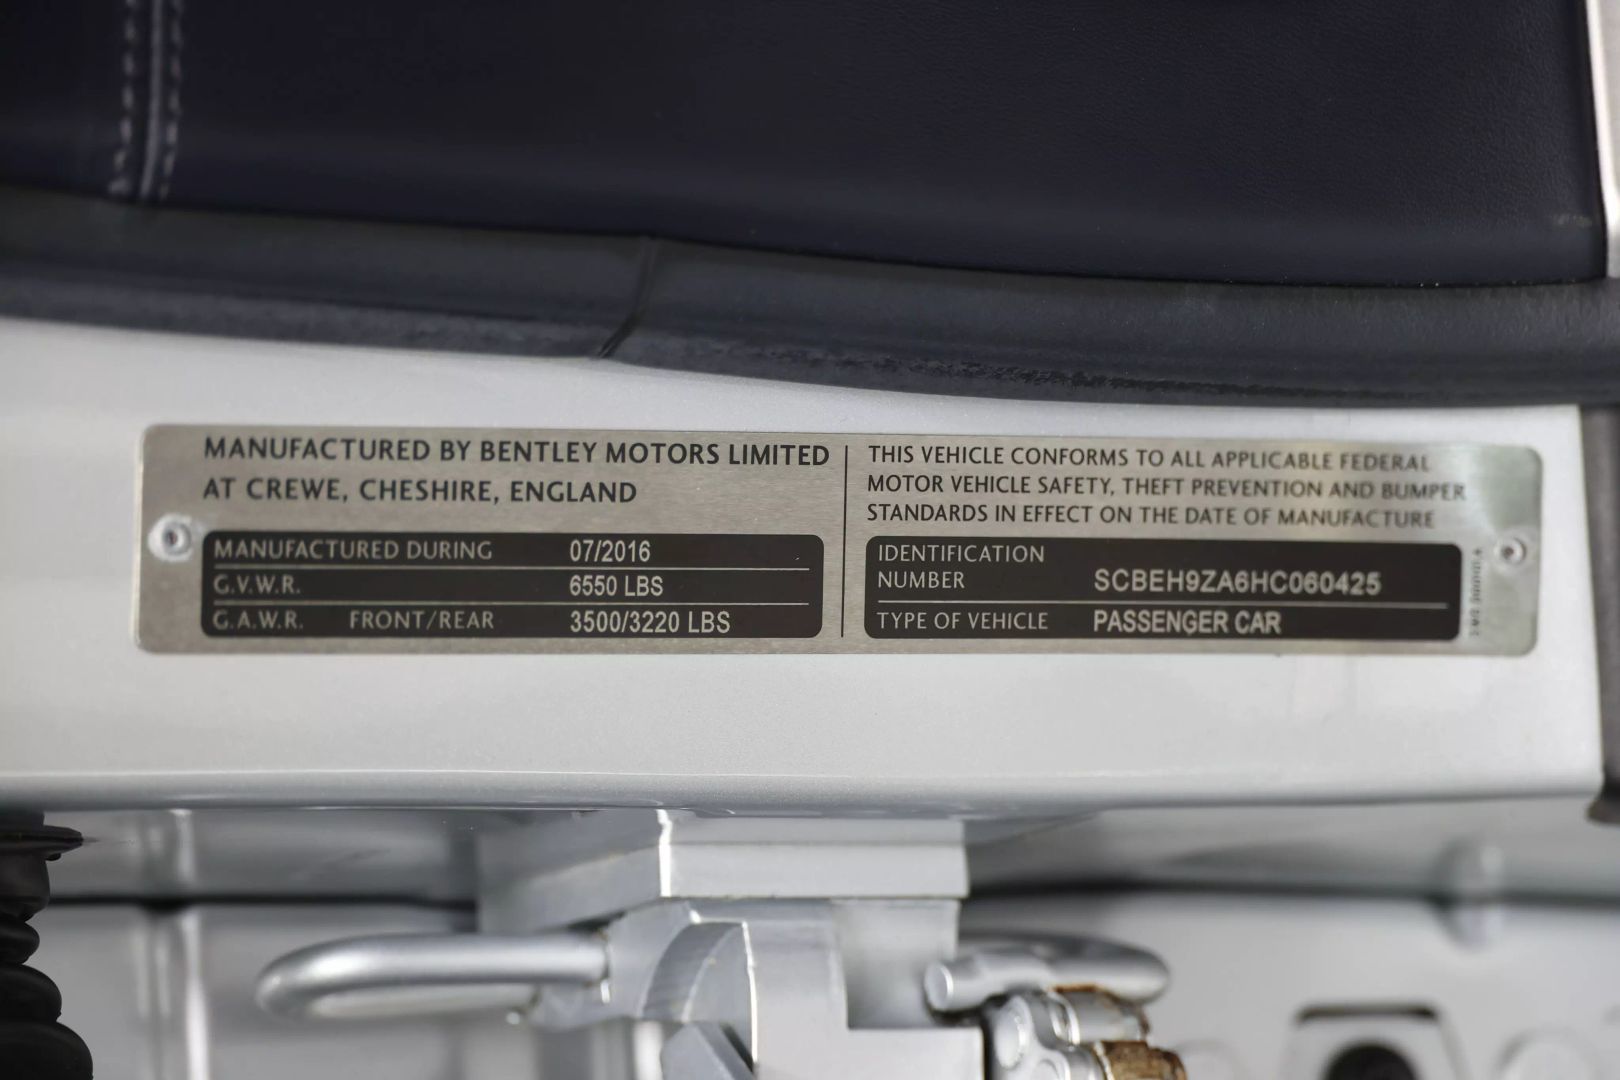 MANUFACTURED BY BENTLEY MOTORS LIMITED
AT CREWE, CHESHIRE, ENGLAND
MANUFACTURED DURING 07/2016
G.V.W.R. 6550 LBS
G.A.W.R. FRONT/REAR 3500/3220 LBS
THIS VEHICLE CONFORMS TO ALL APPLICABLE FEDERAL
MOTOR VEHICLE SAFETY, THEFT PREVENTION AND BUMPER
STANDARDS IN EFFECT ON THE DATE OF MANUFACTURE
IDENTIFICATION
NUMBER SCBEH9ZA6HC060425
TYPE OF VEHICLE PASSENGER CAR